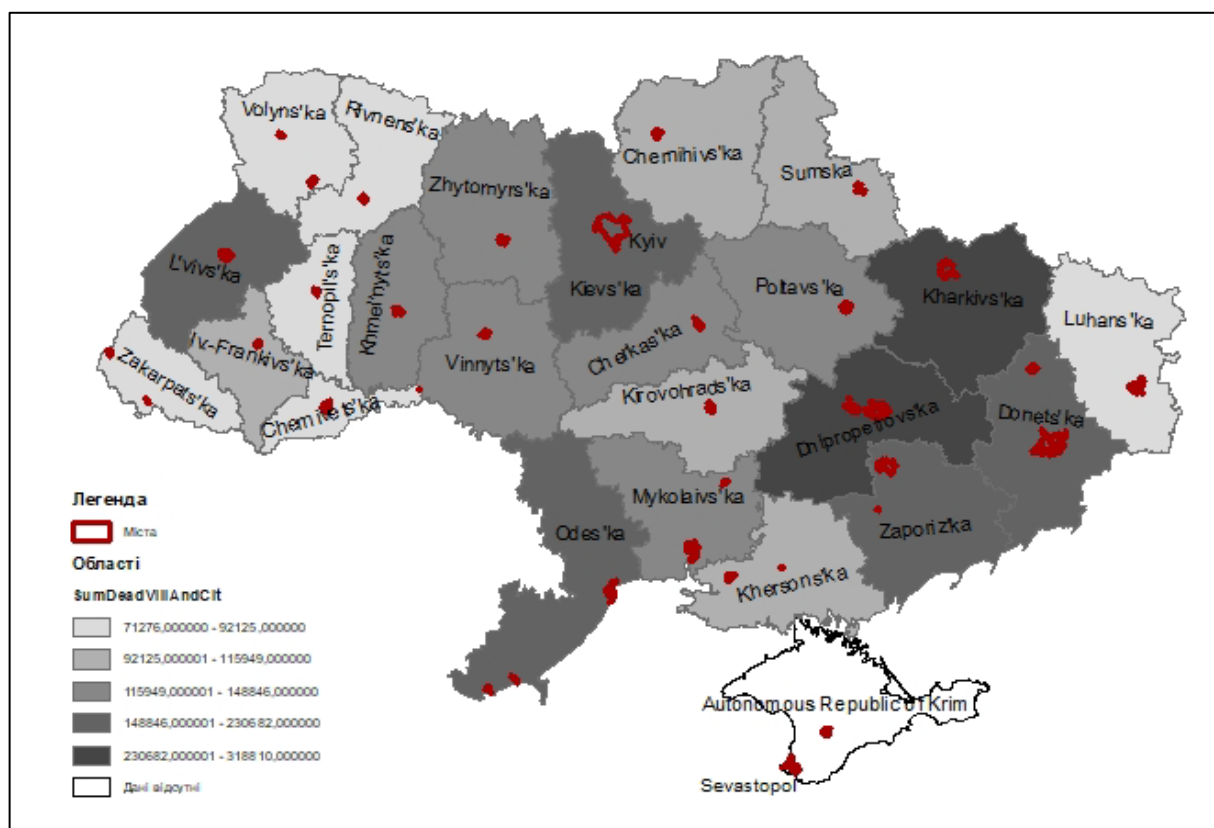 Volyns'ka
Rivnens'ka
Zhytomyrs'ka
Chernihivs'ka
Sumska
Kyiv
L'vivs'ka
Ternopil's'ka
Khmel'nyts'ka
Kievs'ka
Poltavs'ka
Kharkivs'ka
Luhans'ka
Zakarpats'ka
Iv.-Frankivs'ka
Vinnyts'ka
Cherkas'ka
Chernivets'ka
Kirovohrads'ka
Dnipropetrovs'ka
Donets'ka
Mykolaivs'ka
Odes'ka
Zaporiz'ka
Khersons'ka
Autonomous Republic of Krim
Sevastopol'
Легенда
Міста
Області
SumDeadVillAndCit
71276,000000 - 92125,000000
92125,000001 - 115949,000000
115949,000001 - 148846,000000
148846,000001 - 230682,000000
230682,000001 - 318810,000000
Дані відсутні